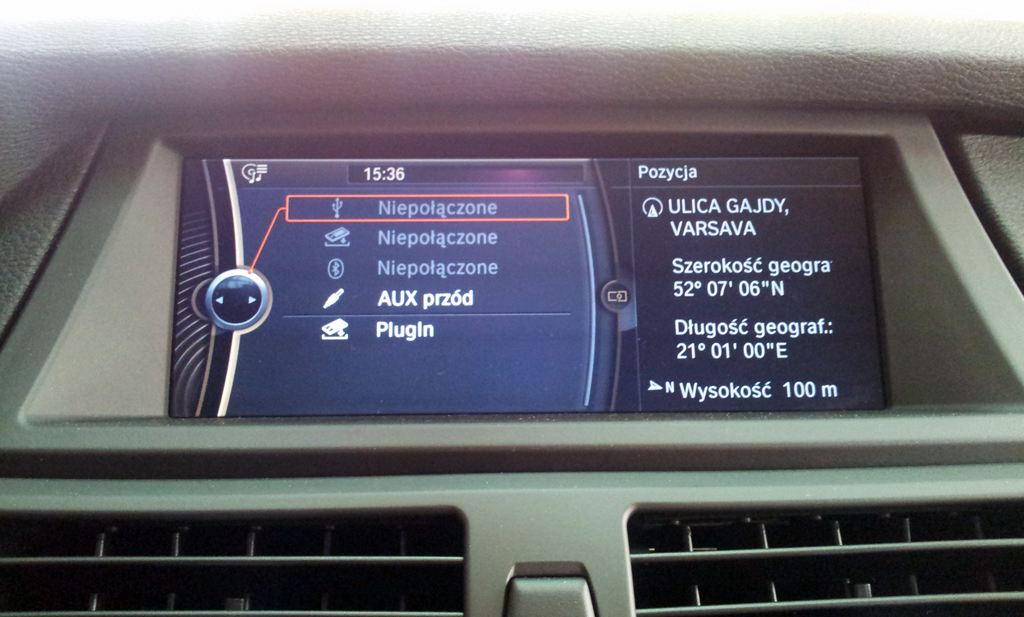 15:36
Niepołączone
Niepołączone
Niepołączone
AUX przód
PlugIn
Pozycja
ULICA GAJDY,
VARSAVA
Szerokość geogra
52° 07' 06"N
Długość geograf.:
21° 01' 00"E
N Wysokość 100 m